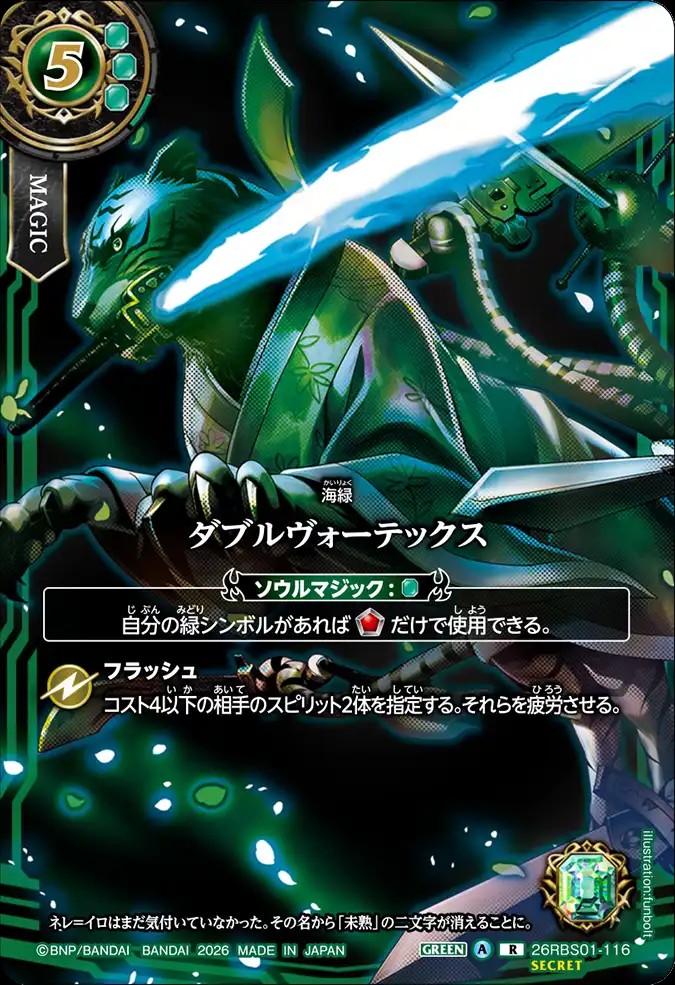 5
MAGIC
かいりょく
海緑
ダブルヴォーテックス
ソウルマジック:
じぶん みどり しよう
自分の緑シンボルがあれば だけで使用できる。
フラッシュ
いか あいて たい してい ひろう
コスト4以下の相手のスピリット2体を指定する。それらを疲労させる。
illustration:funbolt
ネレ=イロはまだ気付いていなかった。その名から「未熟」の二文字が消えることに。
©BNP/BANDAI BANDAI 2026 MADE IN JAPAN GREEN A R 26RBS01-116
SECRET